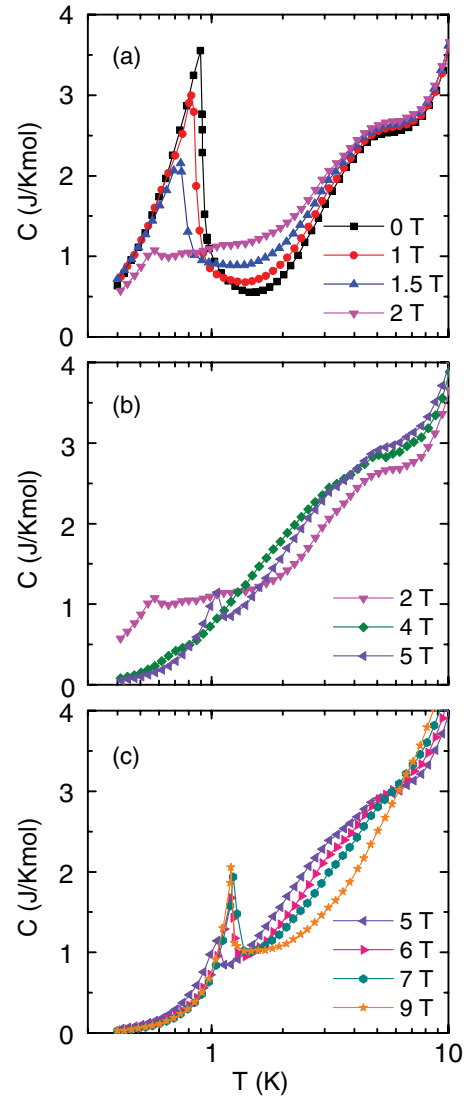 4
(a)
3
C (J/Kmol)
2
0 T
1 T
1
1.5 T
2 T
0
4
(b)
3
C (J/Kmol)
2
2 T
1
4 T
5 T
0
4
(c)
3
C (J/Kmol)
2
5 T
6 T
1
7 T
9 T
0
1 10
T (K)